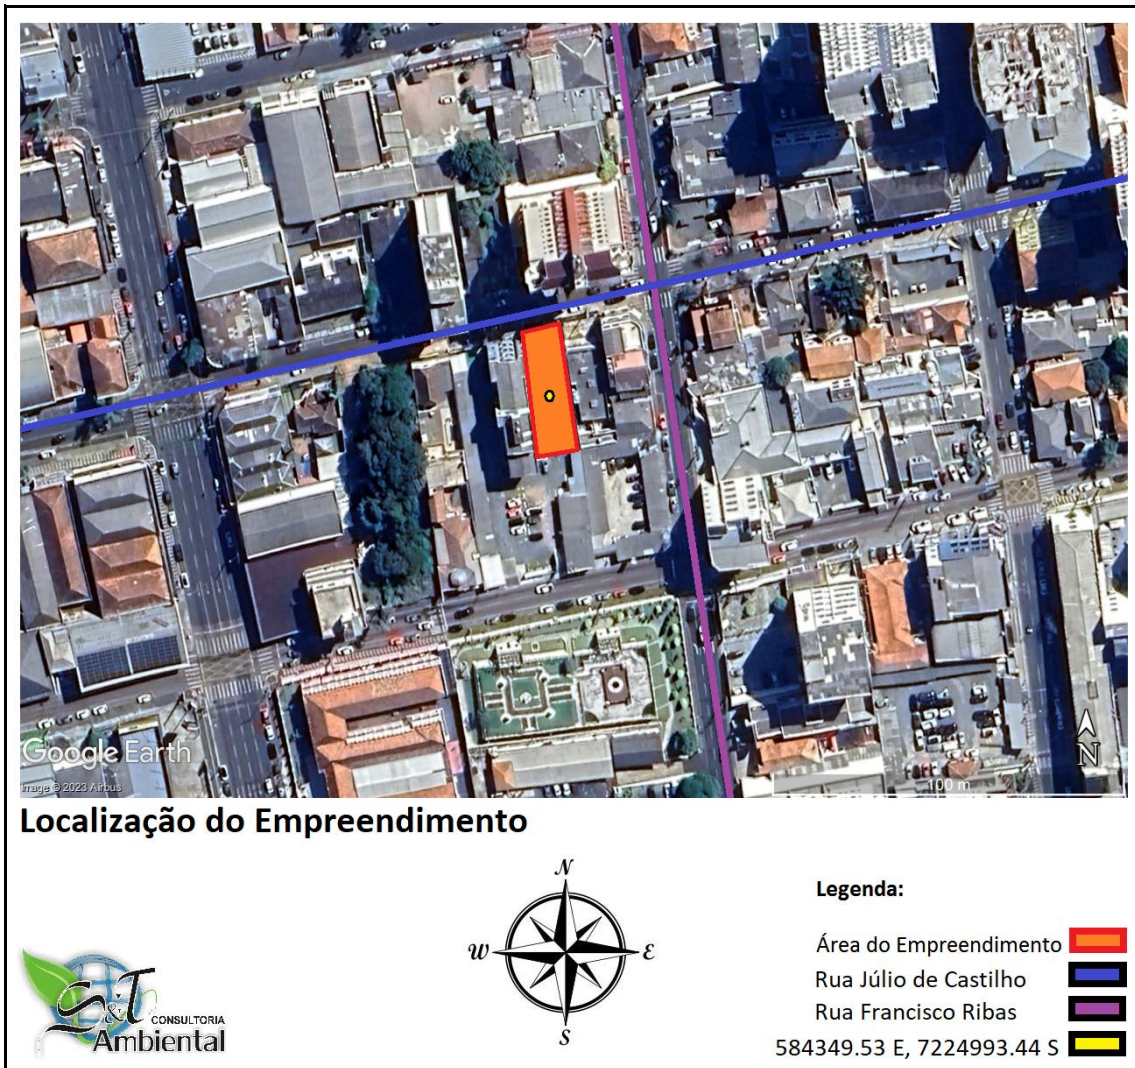 Google Earth
Image © 2023 Airbus
100 m
N
Localização do Empreendimento
N
W
E
S
S&T
CONSULTORIA
Ambiental
Legenda:
Área do Empreendimento
Rua Júlio de Castilho
Rua Francisco Ribas
584349.53 E, 7224993.44 S